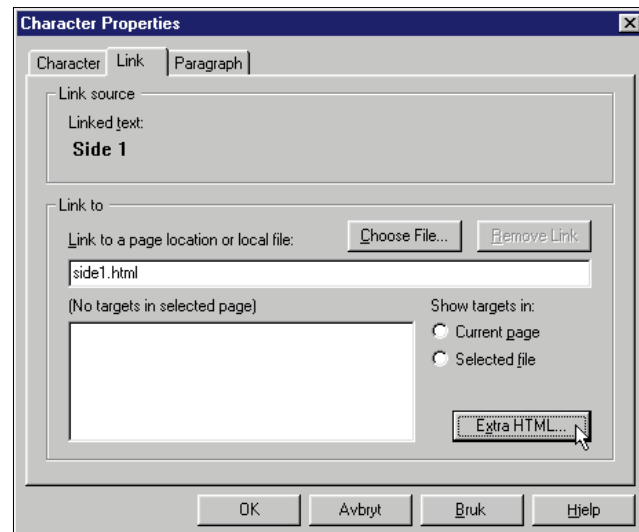 Character Properties
Character Link Paragraph
Link source
Linked text:
Side 1
Link to
Link to a page location or local file: Choose File... Remove Link
side1.html
(No targets in selected page) Show targets in:
Current page
Selected file
Extra HTML...
OK Avbryt Bruk Hjelp